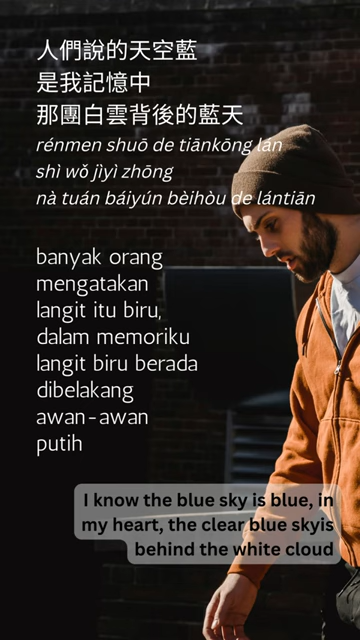 人們說的天空藍
是我記憶中
那團白雲背後的藍天
rénmen shuō de tiānkōng lán
shì wǒ jìyì zhōng
nà tuán báiyún bèihòu de lántiān
banyak orang
mengatakan
langit itu biru,
dalam memoriku
langit biru berada
dibelakang
awan-awan
putih
I know the blue sky is blue, in
my heart, the clear blue skyis
behind the white cloud